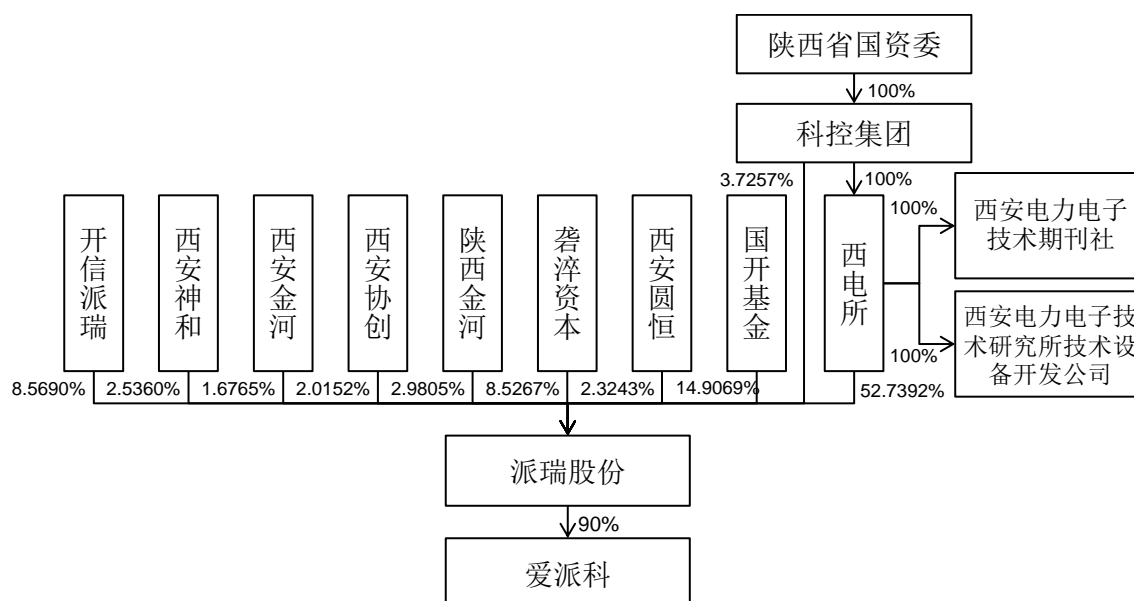 陕西省国资委
100%
科控集团
3.7257%
100%
开信派瑞
西安神和
西安金河
西安协创
陕西金河
砻淬资本
西安圆恒
国开基金
西电所
100%
西安电力电子
技术期刊社
100%
西安电力电子技
术研究所技术设
备开发公司
8.5690%
2.5360%
1.6765%
2.0152%
2.9805%
8.5267%
2.3243%
14.9069%
52.7392%
派瑞股份
90%
爱派科